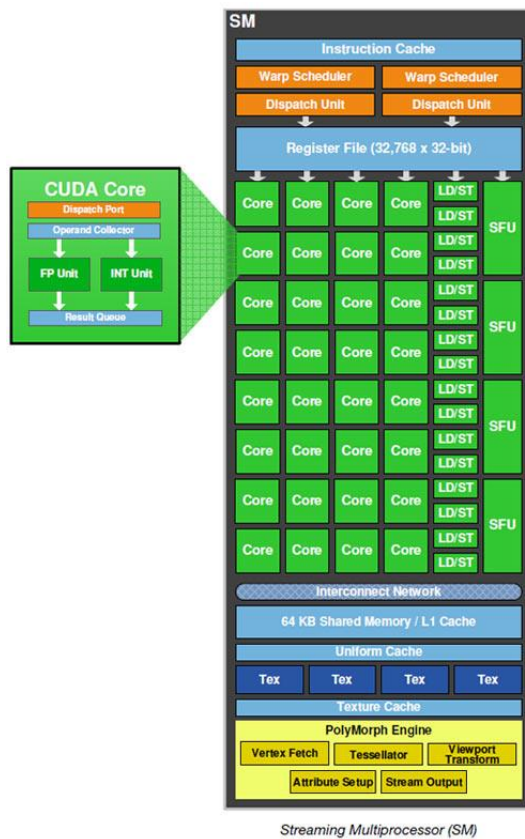 SM
Instruction Cache
Warp Scheduler Warp Scheduler
Dispatch Unit Dispatch Unit
Register File (32,768 x 32-bit)
CUDA Core
Dispatch Port
Operand Collector
FP Unit INT Unit
Result Queue
Core Core Core Core LD/ST SFU
LD/ST
Core Core Core Core LD/ST
LD/ST
Core Core Core Core LD/ST SFU
LD/ST
Core Core Core Core LD/ST
LD/ST
Core Core Core Core LD/ST SFU
LD/ST
Core Core Core Core LD/ST
LD/ST
Core Core Core Core LD/ST SFU
LD/ST
Core Core Core Core LD/ST
LD/ST
Interconnect Network
64 KB Shared Memory / L1 Cache
Uniform Cache
Tex Tex Tex Tex
Texture Cache
PolyMorph Engine
Vertex Fetch Tessellator Viewport Transform
Attribute Setup Stream Output
Streaming Multiprocessor (SM)